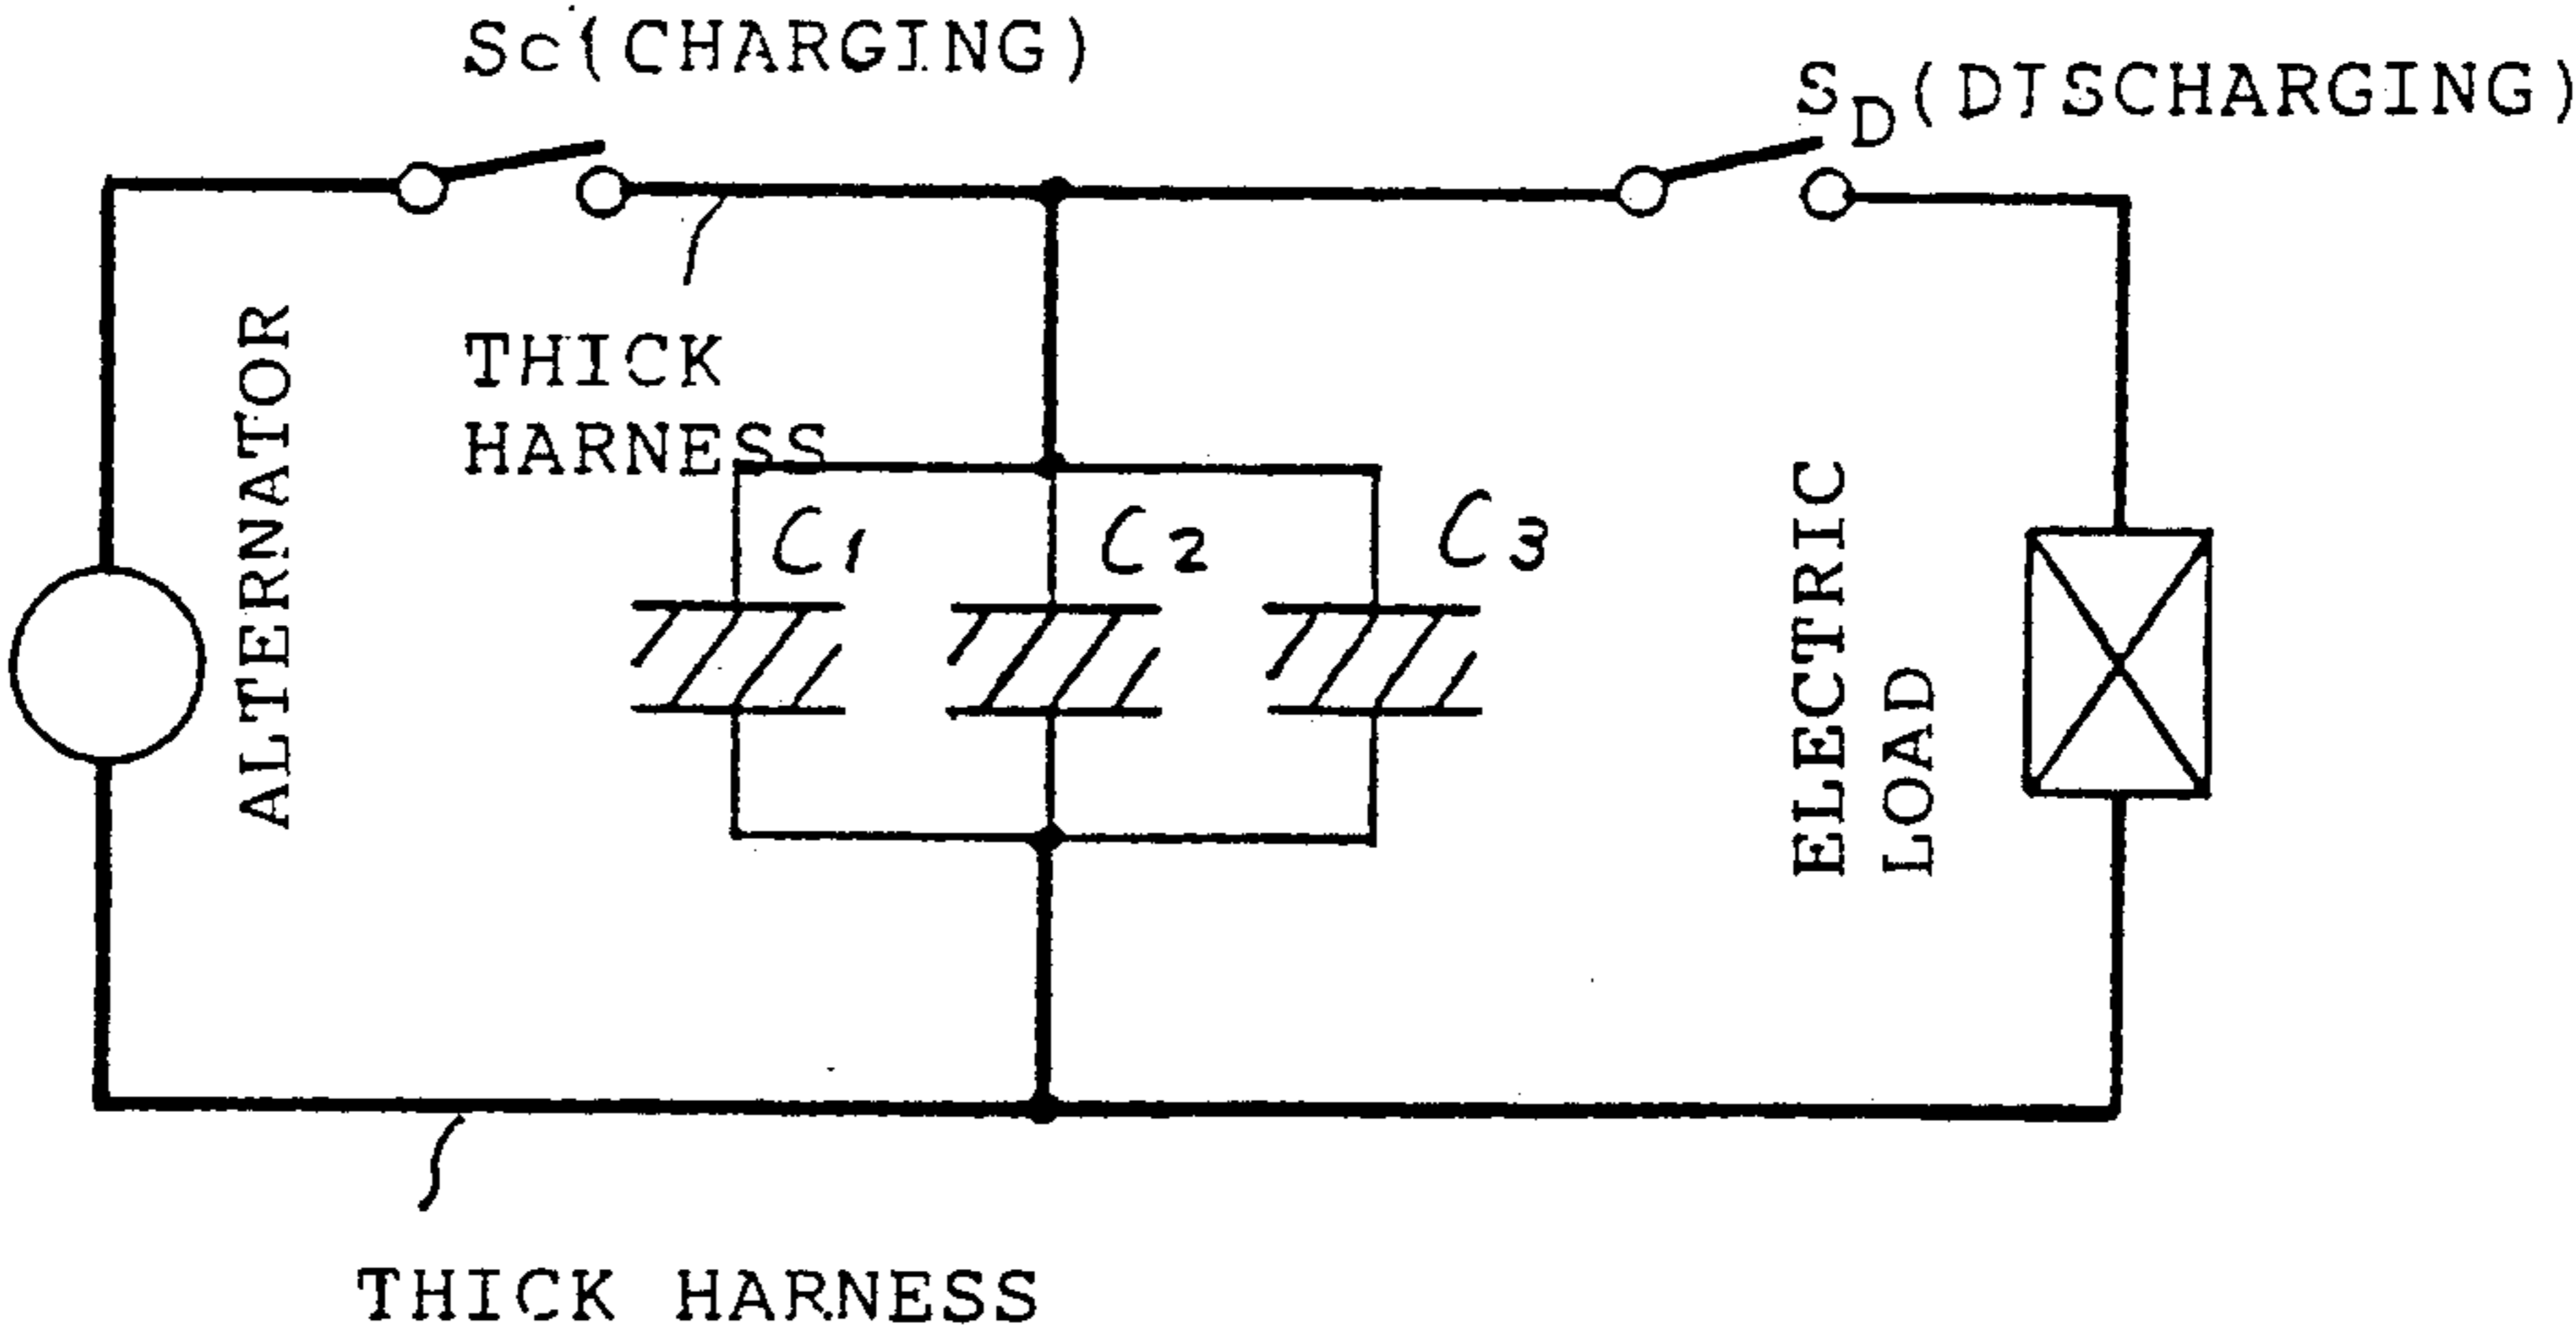 Sc(CHARGING)
SD(DISCHARGING)
THICK
HARNESS
ALTERNATOR
C1
C2
C3
ELECTRIC
LOAD
THICK HARNESS